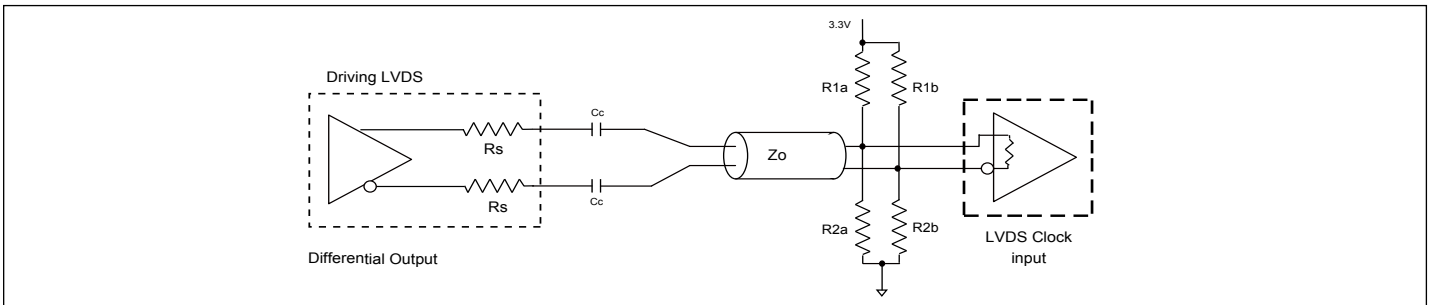 3.3V
Driving LVDS
R1a
R1b
Cc
Rs
Zo
Rs
Cc
R2a
R2b
LVDS Clock
input
Differential Output